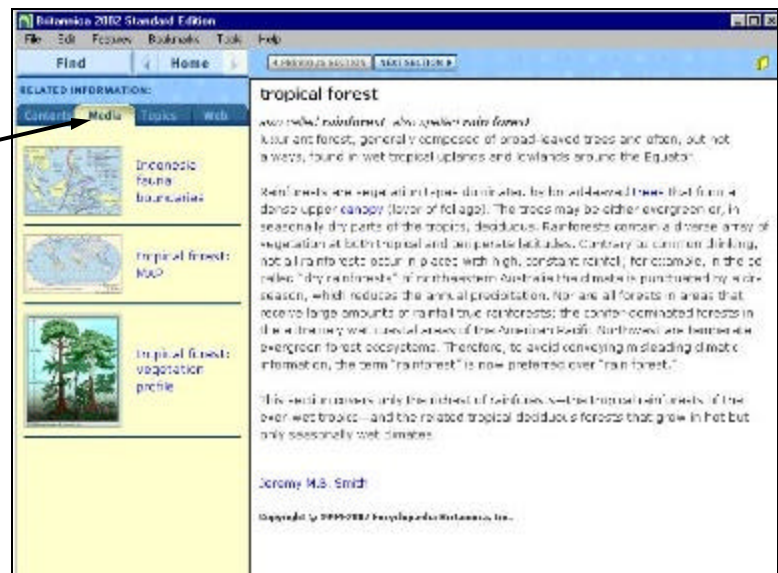 Britannica 2002 Standard Edition
File Edit Features Bookmarks Tools Help
Find Home PREVIOUS SECTION NEXT SECTION
RELATED INFORMATION:
Contents Media Topics Web
Indonesia
fauna
boundaries
tropical forest:
MAP
tropical forest:
vegetation
profile
tropical forest
also called rainforest, also spelled rain forest
luxuriant forest, generally composed of broad-leaved trees and often, but not
always, found in wet tropical uplands and lowlands around the Equator.
Rainforests are vegetation types dominated by broad-leaved trees that form a
dense upper canopy (layer of foliage). The trees may be either evergreen or, in
seasonally dry parts of the tropics, deciduous. Rainforests contain a diverse array of
vegetation at both tropical and temperate latitudes. Contrary to common thinking,
not all rainforests occur in places with high, constant rainfall; for example, in the so-
called "dry rainforests" of northeastern Australia the climate is punctuated by a dry
season, which reduces the annual precipitation. Nor are all forests in areas that
receive large amounts of rainfall true rainforests; the conifer-dominated forests in
the extremely wet coastal areas of the American Pacific Northwest are temperate
evergreen forest ecosystems. Therefore, to avoid conveying misleading climatic
information, the term "rainforest" is now preferred over "rain forest."
This section covers only the richest of rainforests—the tropical rainforests of the
ever-wet tropics—and the related tropical deciduous forests that grow in hot but
only seasonally wet climates.
Jeremy M.B. Smith
Copyright © 1994-2002 Encyclopædia Britannica, Inc.